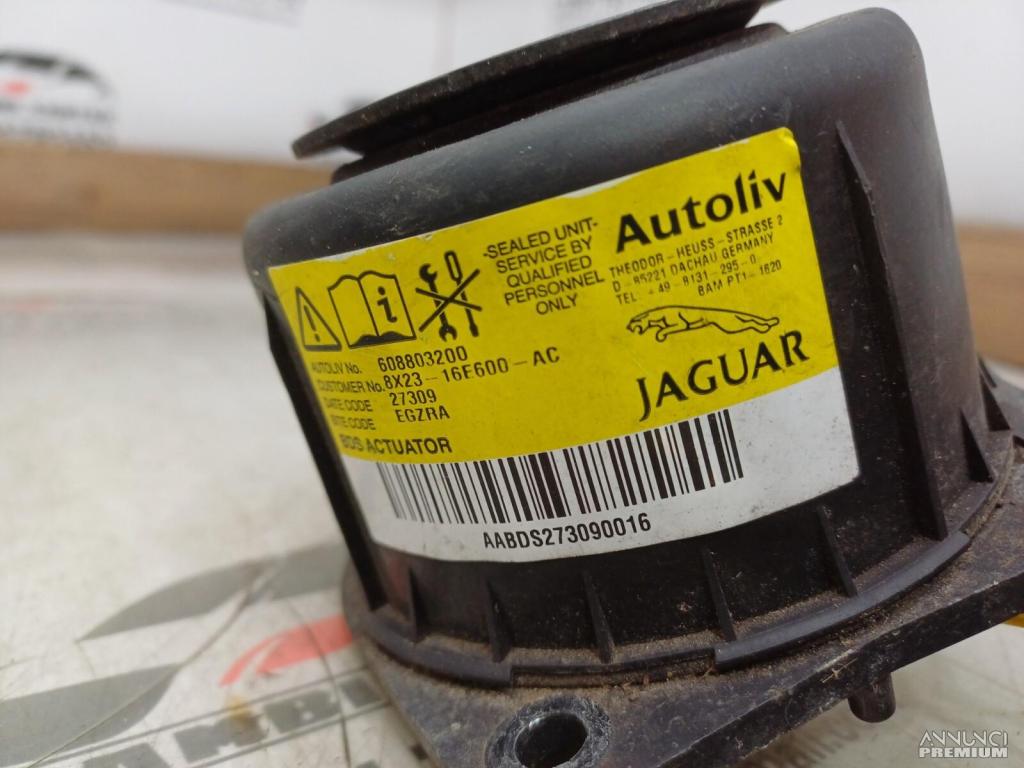 -SEALED UNIT-
SERVICE BY
QUALIFIED
PERSONNEL
ONLY
Autoliv
THEODOR-HEUSS-STRASSE 2
D-85221 DACHAU GERMANY
TEL: +49-8131-295-0
BAM-PT1-1620
AUTOLIV No. 608803200
CUSTOMER No. 8X23-16E600-AC
DATE CODE 27309
SITE CODE EGZRA
BDS ACTUATOR
JAGUAR
AABDS273090016
ANNUNCI
PREMIUM